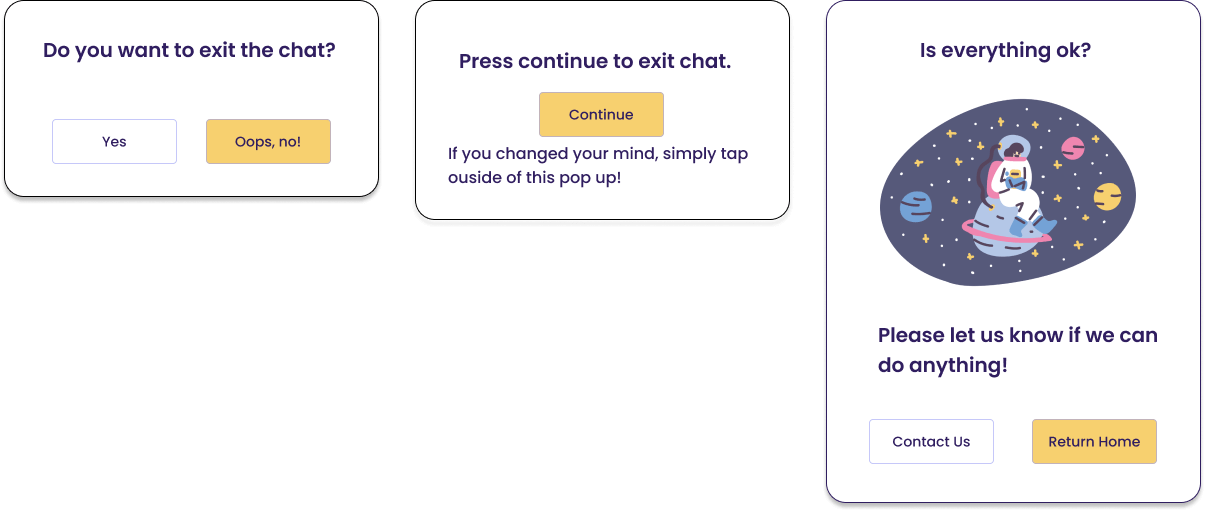 Do you want to exit the chat?
Yes
Oops, no!
Press continue to exit chat.
Continue
If you changed your mind, simply tap
ouside of this pop up!
Is everything ok?
Please let us know if we can
do anything!
Contact Us
Return Home